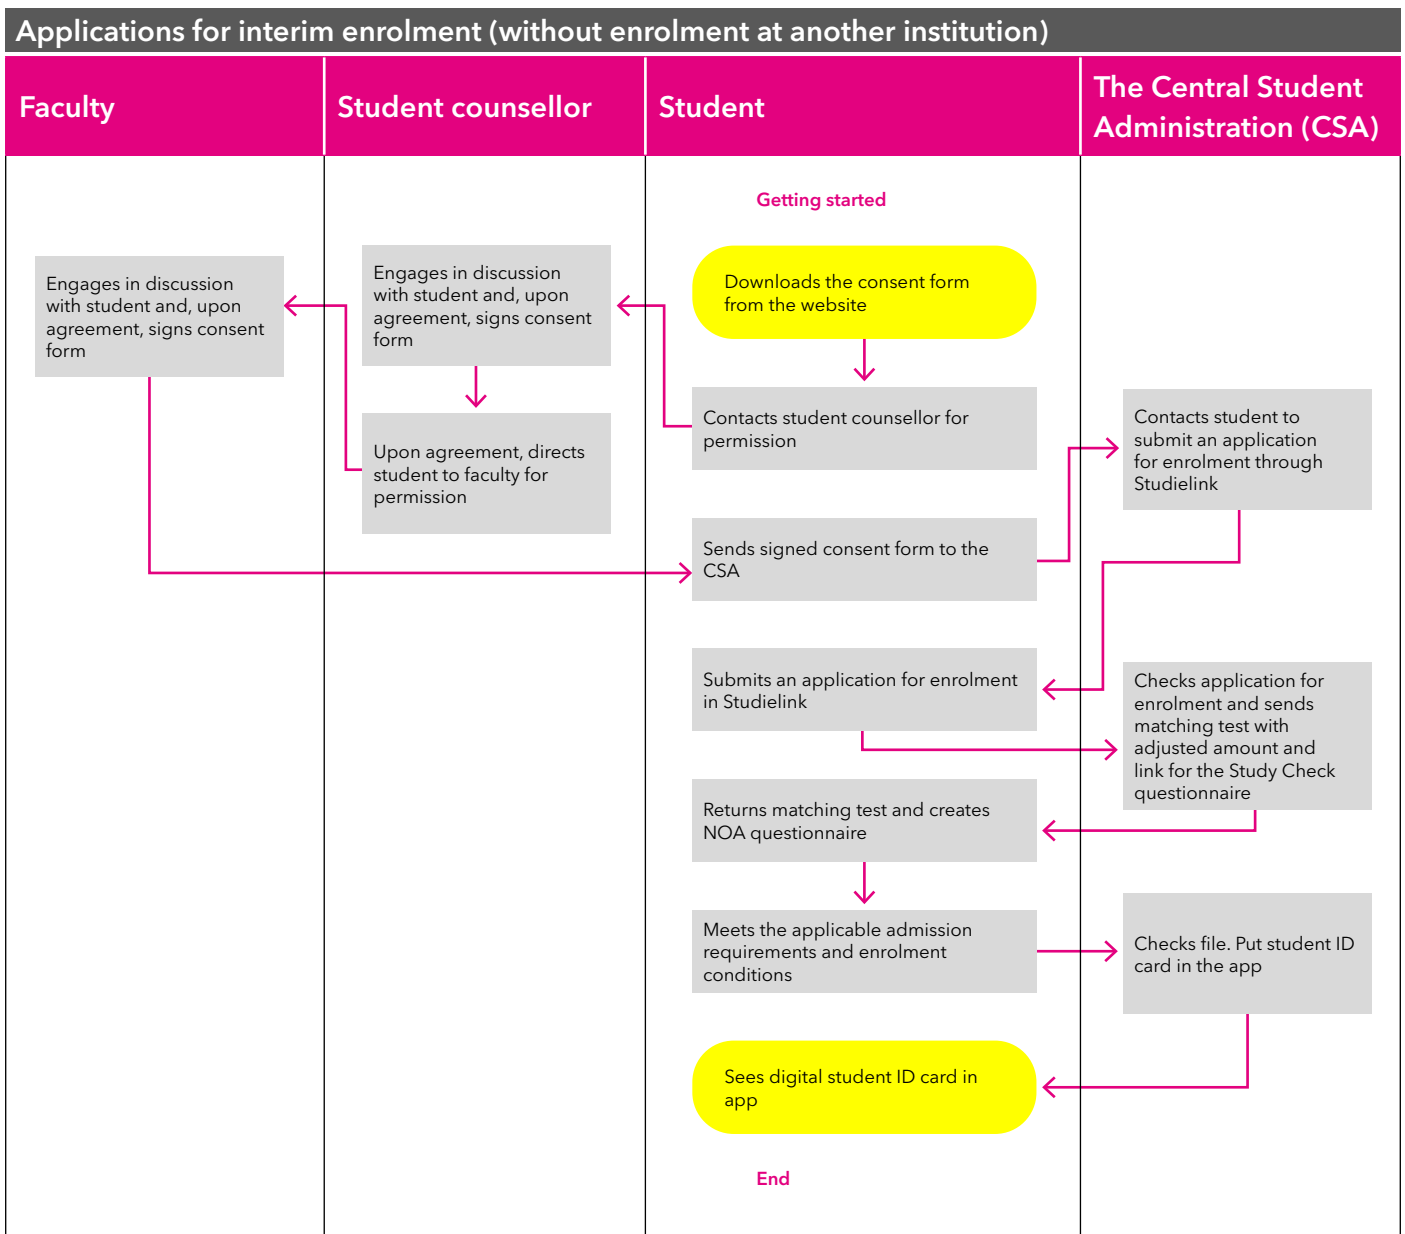 Applications for interim enrolment (without enrolment at another institution)
Faculty
Student counsellor
Student
The Central Student
Administration (CSA)
Getting started
Downloads the consent form
from the website
Engages in discussion
with student and, upon
agreement, signs consent
form
Engages in discussion
with student and, upon
agreement, signs consent
form
Contacts student counsellor for
permission
Contacts student to
submit an application
for enrolment through
Studielink
Upon agreement, directs
student to faculty for
permission
Sends signed consent form to the
CSA
Submits an application for enrolment
in Studielink
Checks application for
enrolment and sends
matching test with
adjusted amount and
link for the Study Check
questionnaire
Returns matching test and creates
NOA questionnaire
Meets the applicable admission
requirements and enrolment
conditions
Checks file. Put student ID
card in the app
Sees digital student ID card in
app
End